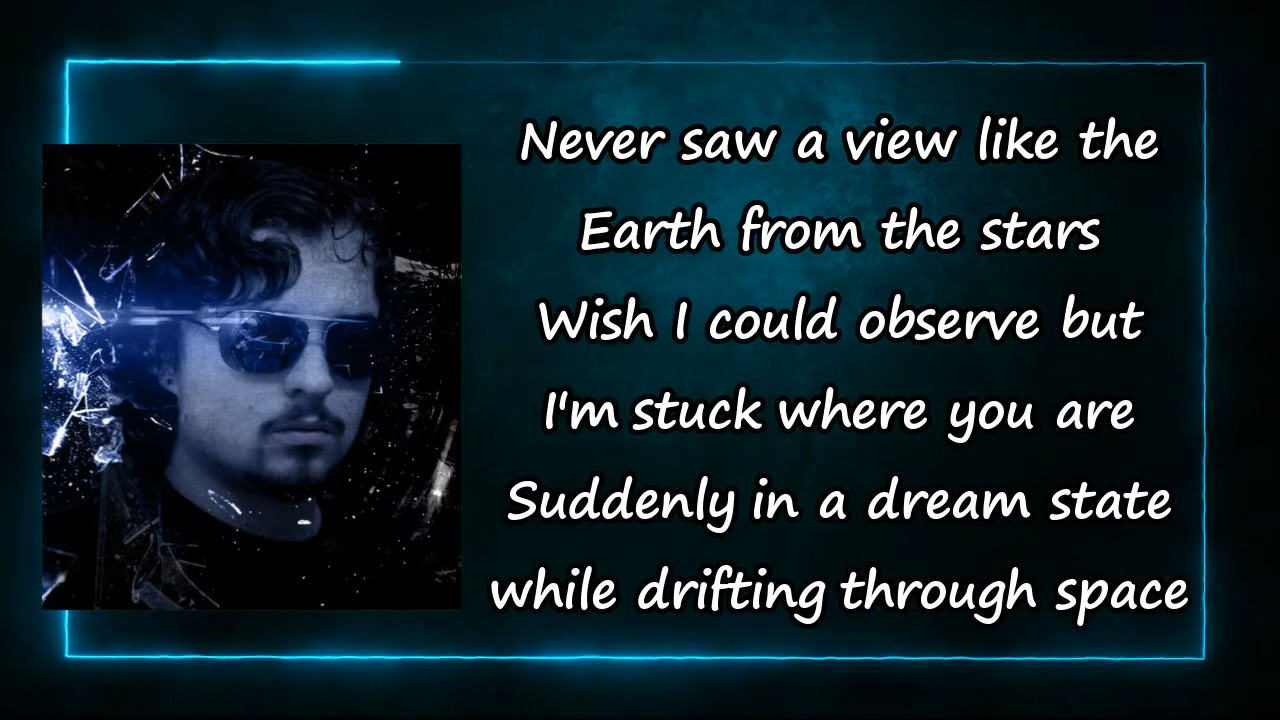 Never saw a view like the
Earth from the stars
Wish I could observe but
I'm stuck where you are
Suddenly in a dream state
while drifting through space